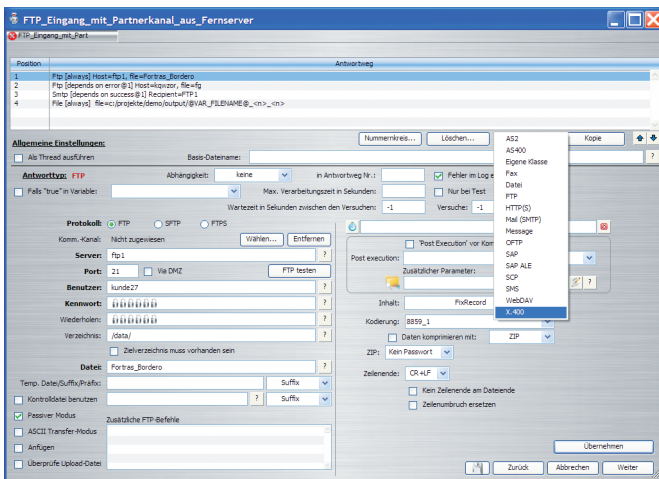 FTP_Eingang_mit_Partnerkanal_aus_Fernserver
FTP_Eingang_mit_Part
Position Antwortweg
1 Ftp [always] Host=ftp1, file=Fortras_Bordero
2 Ftp [depends on error@1] Host=kqwzor, file=fg
3 Smtp [depends on success@1] Recipient=FTP1
4 File [always] file=c:/projekte/demo/output/@VAR_FILENAME@_<n>_<n>
Nummernkreis... Löschen... Kopie
Allgemeine Einstellungen:
Als Thread ausführen Basis-Dateiname: ?
Antworttyp: FTP Abhängigkeit: keine in Antwortweg Nr.: Fehler im Log e
Falls "true" in Variable: Max. Verarbeitungszeit in Sekunden: Nur bei Test
Wartezeit in Sekunden zwischen den Versuchen: -1 Versuche: -1
AS2
AS400
Eigene Klasse
Fax
Datei
FTP
HTTP(S)
Mail (SMTP)
Message
OFTP
SAP
SAP ALE
SCP
SMS
WebDAV
X.400
Protokoll: FTP SFTP FTPS
Komm.-Kanal: Nicht zugewiesen Wählen... Entfernen
Server: ftp1 ?
Port: 21 Via DMZ FTP testen
Benutzer: kunde27 ?
Kennwort: ?
Wiederholen: ?
Verzeichnis: /data/ ?
Zielverzeichnis muss vorhanden sein
Datei: Fortras_Bordero ?
Temp. Datei/Suffix/Präfix: Suffix
Kontrolldatei benutzen ? Suffix
Passiver Modus Zusätzliche FTP-Befehle
ASCII Transfer-Modus
Anfügen
Überprüfe Upload-Datei
'Post Execution' vor Kom
Post execution:
Zusätzlicher Parameter:
?
Inhalt: FixRecord
Kodierung: 8859_1
Daten komprimieren mit: ZIP
ZIP: Kein Passwort
Zeilenende: CR+LF
Kein Zeilenende am Dateiende
Zeilenumbruch ersetzen
Übernehmen
Zurück Abbrechen Weiter